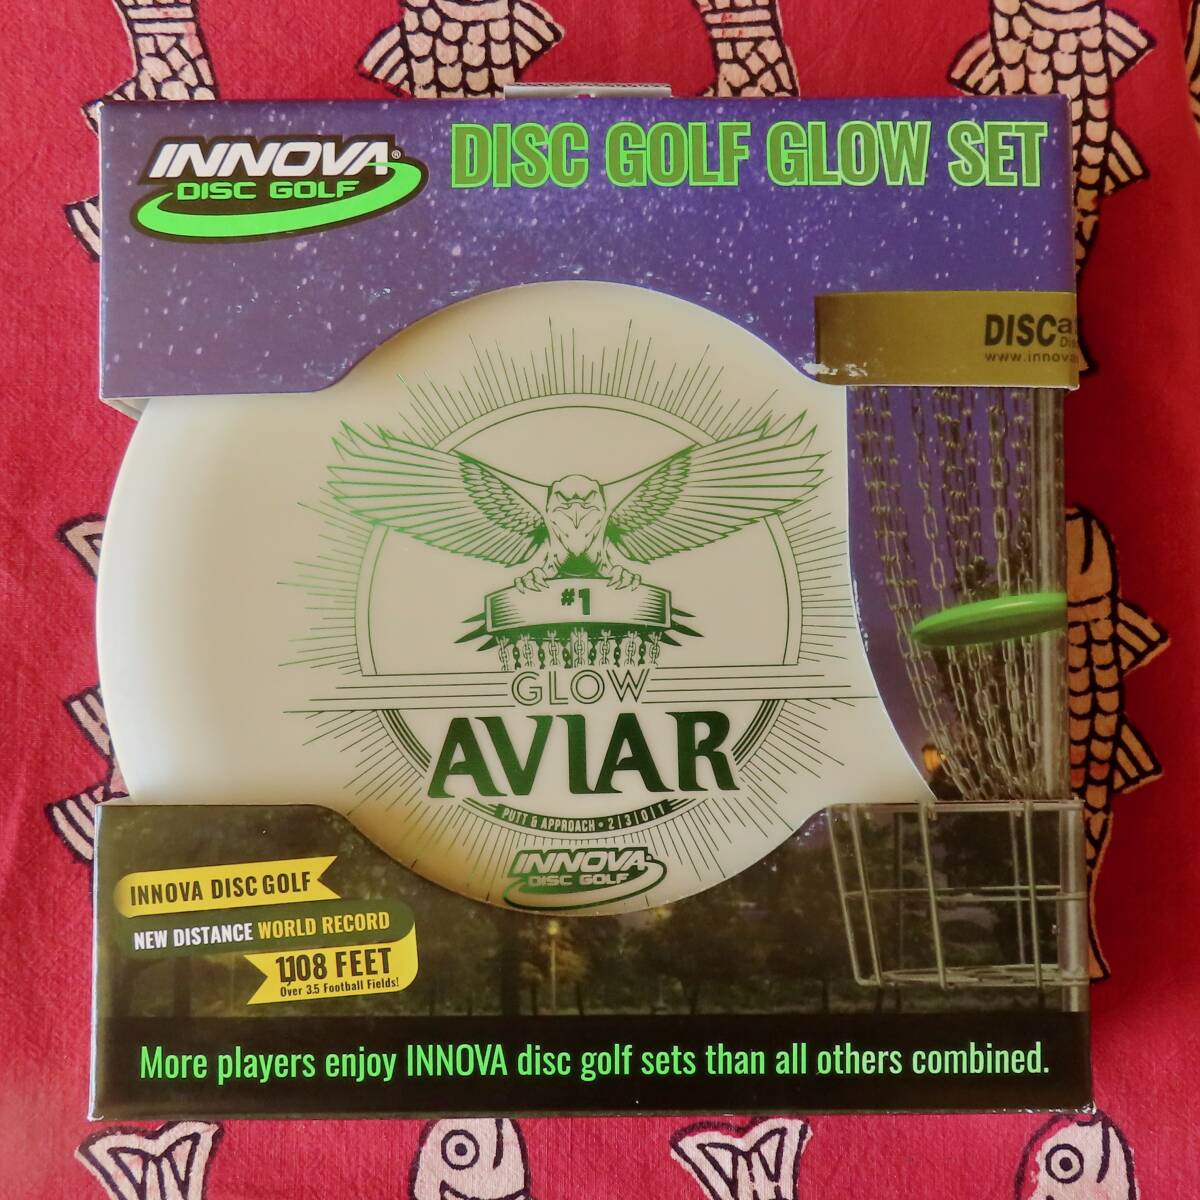 INNOVA®
DISC GOLF
DISC GOLF GLOW SET
DISC
www.innova
#1
GLOW
AVIAR
PUTT & APPROACH • 2|3|0|1
INNOVA
DISC GOLF
INNOVA DISC GOLF
NEW DISTANCE WORLD RECORD
1,108 FEET
Over 3.5 Football Fields!
More players enjoy INNOVA disc golf sets than all others combined.